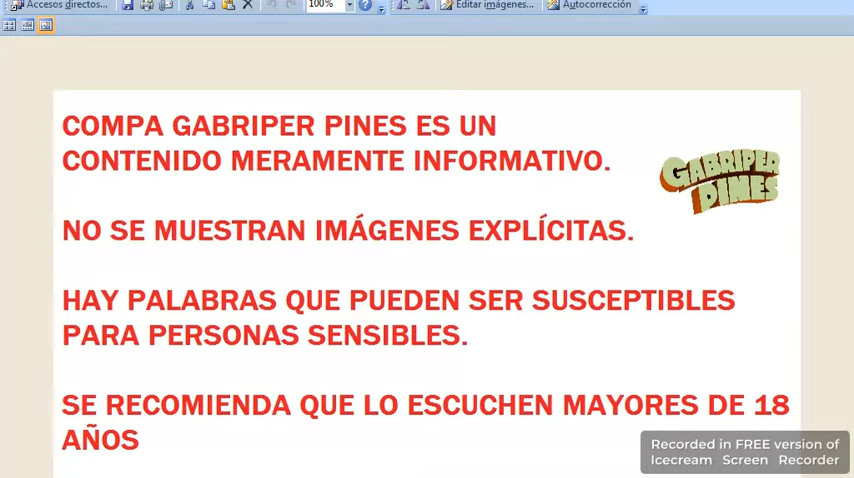 Accesos directos...
100%
Editar imágenes...
Autocorrección
COMPA GABRIPER PINES ES UN
CONTENIDO MERAMENTE INFORMATIVO.
GABRIPER
PINES
NO SE MUESTRAN IMÁGENES EXPLÍCITAS.
HAY PALABRAS QUE PUEDEN SER SUSCEPTIBLES
PARA PERSONAS SENSIBLES.
SE RECOMIENDA QUE LO ESCUCHEN MAYORES DE 18
AÑOS
Recorded in FREE version of
Icecream Screen Recorder